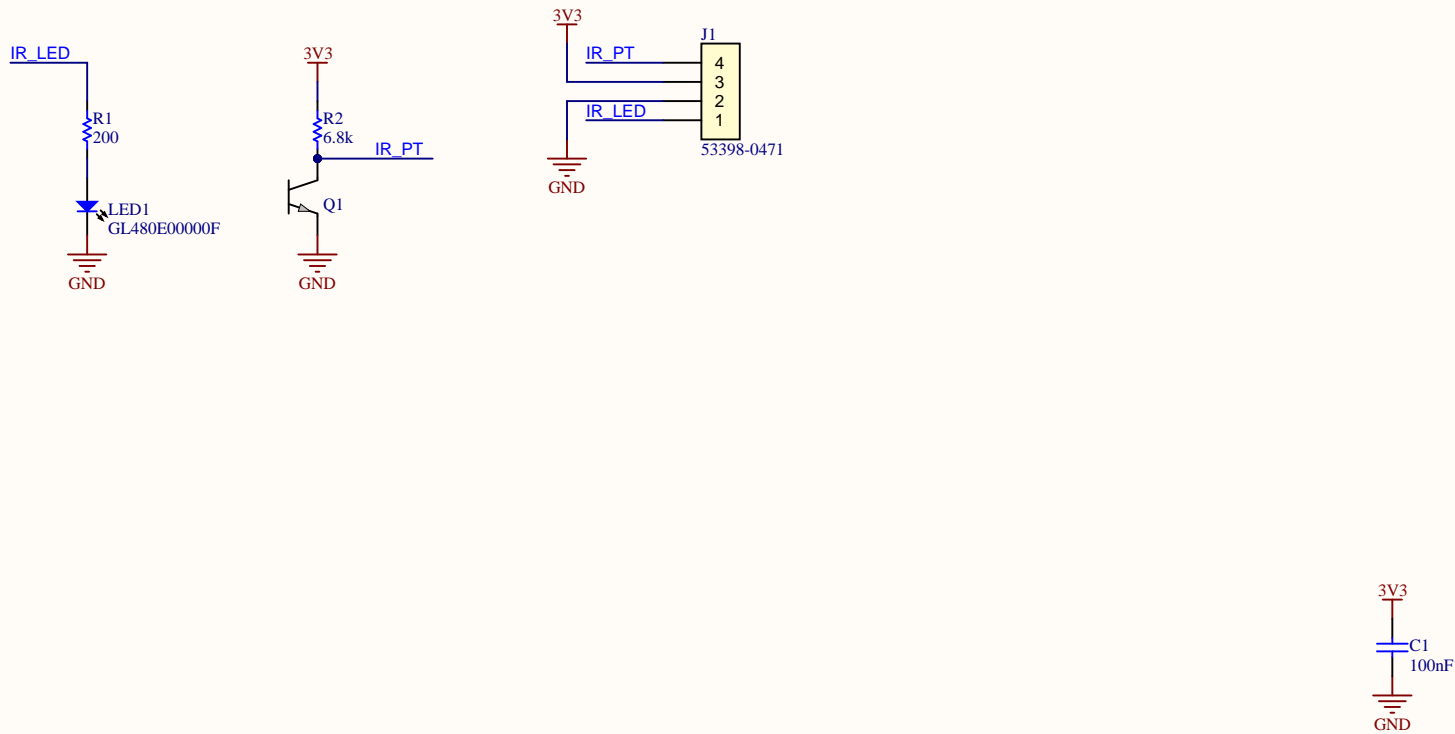 IR_LED
R1
200
LED1
GL480E00000F
GND
3V3
R2
6.8k
IR_PT
Q1
GND
3V3
J1
IR_PT
4
3
2
IR_LED
1
53398-0471
GND
3V3
C1
100nF
GND